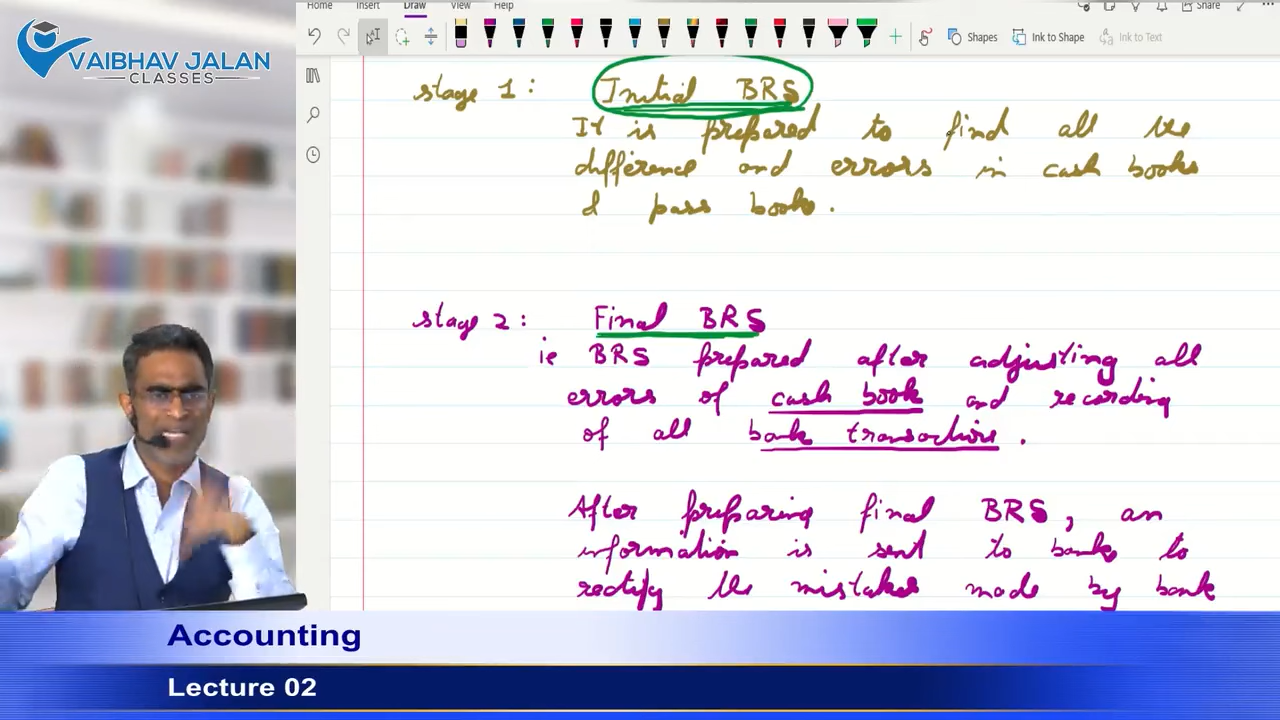 Home Insert Draw View Help Share
VAIBHAV JALAN
CLASSES
Shapes Ink to Shape Ink to Text
stage 1: Initial BRS
It is prepared to find all the
difference and errors in cash books
& pass books.
stage 2: Final BRS
ie BRS prepared after adjusting all
errors of cash book and recording
of all bank transactions.
After preparing final BRS, an
information is sent to bank to
rectify the mistakes made by bank
Accounting
Lecture 02